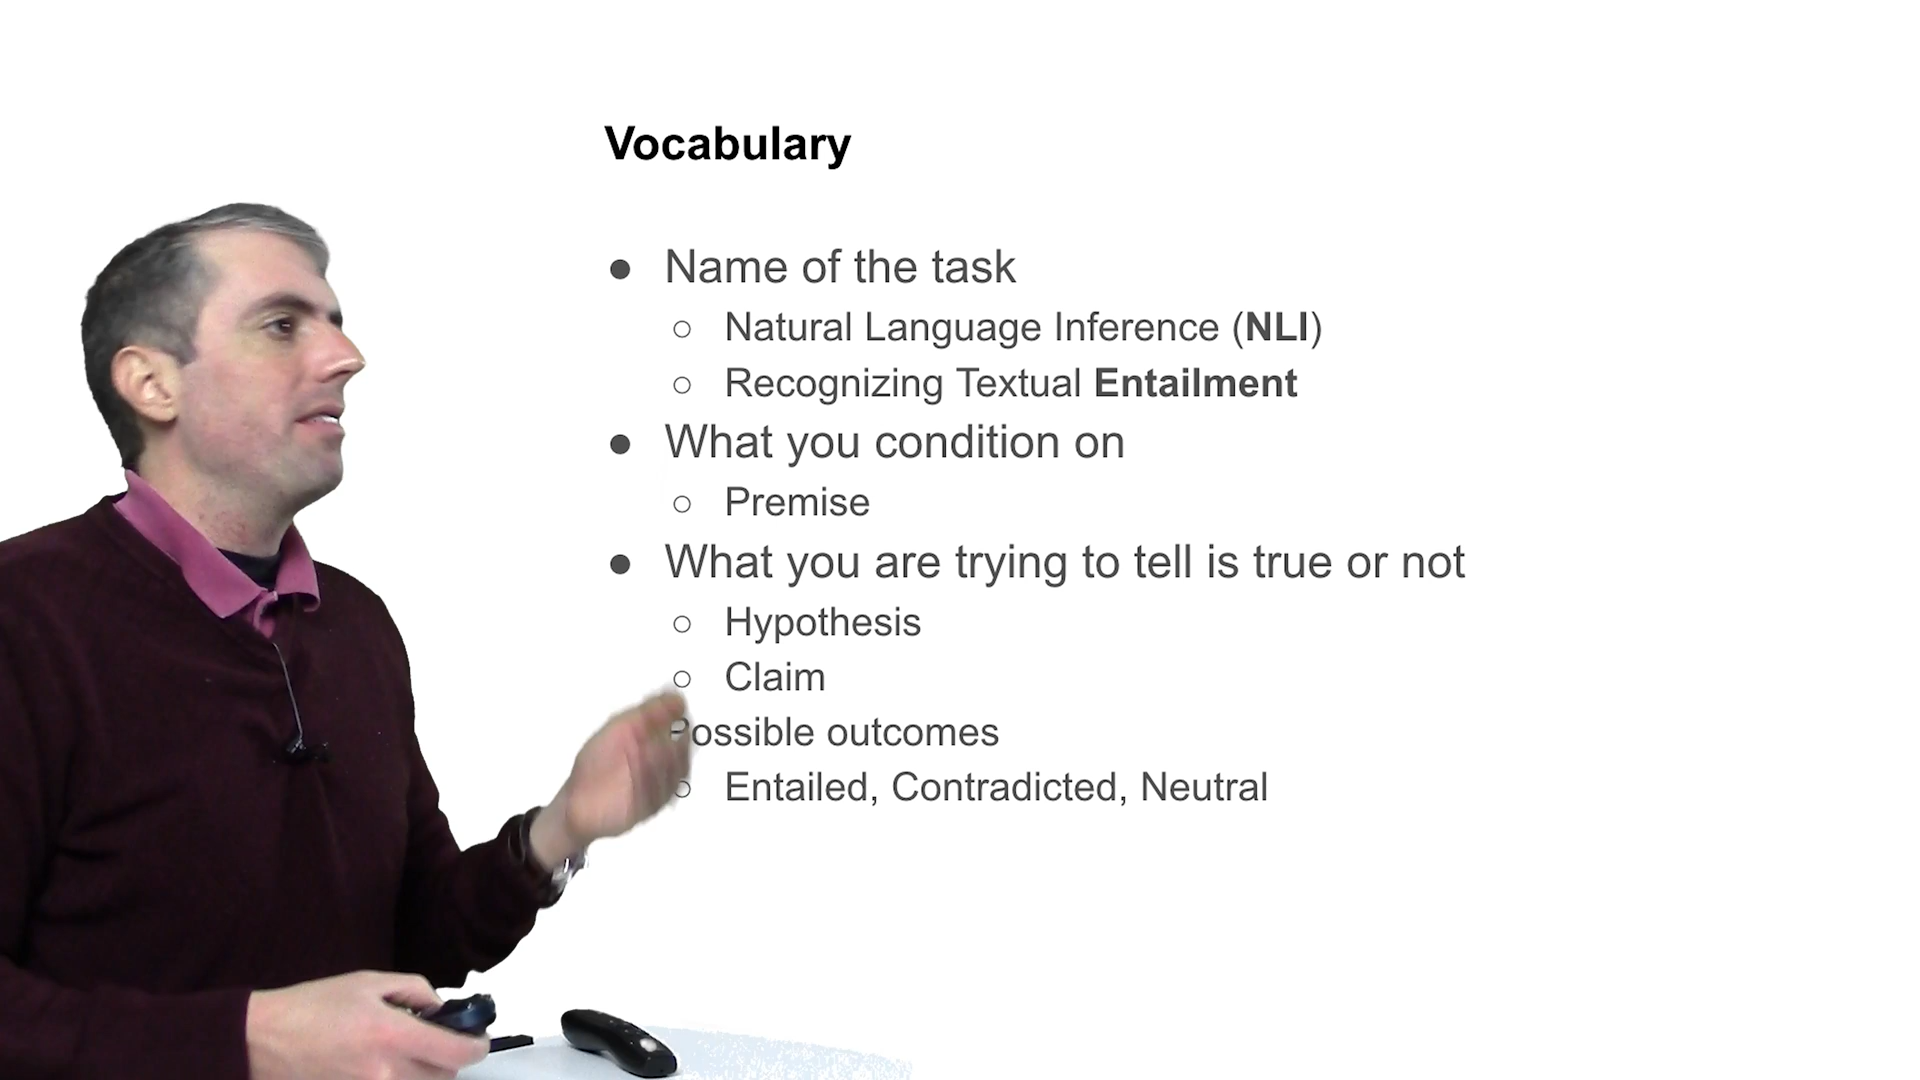 Vocabulary
● Name of the task
○ Natural Language Inference (NLI)
○ Recognizing Textual Entailment
● What you condition on
○ Premise
● What you are trying to tell is true or not
○ Hypothesis
○ Claim
Possible outcomes
○ Entailed, Contradicted, Neutral